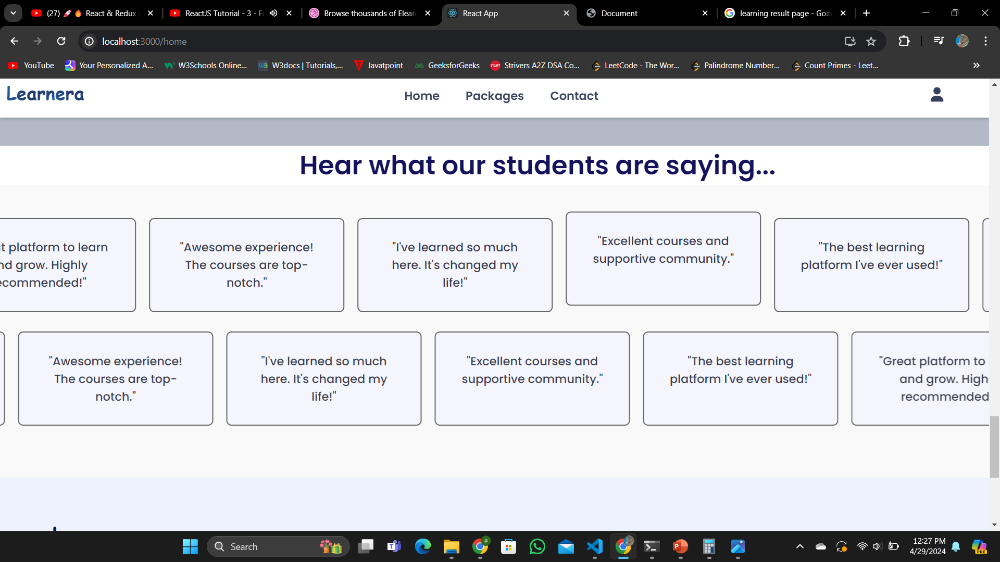 (27) 🚀 🔥 React & Redux
ReactJS Tutorial - 3 - Fo
Browse thousands of Elear
React App
Document
learning result page - Goo
localhost:3000/home
YouTube
Your Personalized A...
W3Schools Online...
W3docs | Tutorials,...
Javatpoint
GeeksforGeeks
TUF
Strivers A2Z DSA Co...
LeetCode - The Wor...
Palindrome Number...
Count Primes - Leet...
Learnera
Home
Packages
Contact
Hear what our students are saying...
t platform to learn
nd grow. Highly
ecommended!"
"Awesome experience!
The courses are top-
notch."
"I've learned so much
here. It's changed my
life!"
"Excellent courses and
supportive community."
"The best learning
platform I've ever used!"
"Awesome experience!
The courses are top-
notch."
"I've learned so much
here. It's changed my
life!"
"Excellent courses and
supportive community."
"The best learning
platform I've ever used!"
"Great platform to
and grow. High
recommended
Search
12:27 PM
4/29/2024
PRE